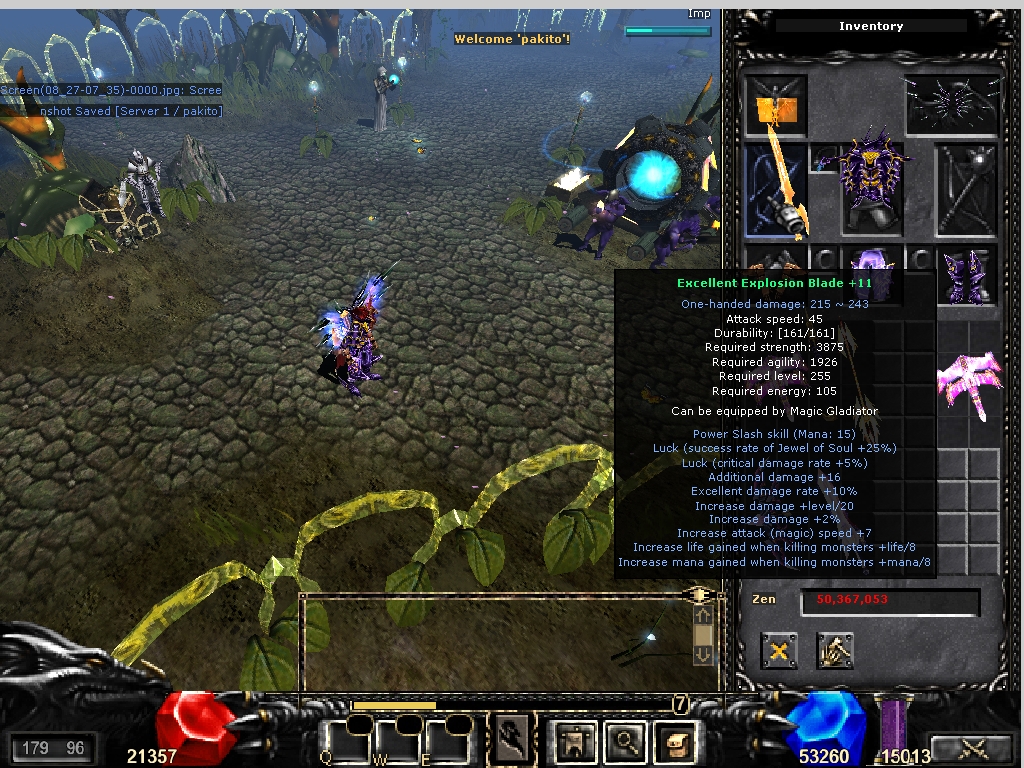 Imp
Inventory
Welcome 'pakito'!
Screen(08_27-07_35)-0000.jpg: Scree
nshot Saved [Server 1 / pakito]
Excellent Explosion Blade +11
One-handed damage: 215 ~ 243
Attack speed: 45
Durability: [161/161]
Required strength: 3875
Required agility: 1926
Required level: 255
Required energy: 105
Can be equipped by Magic Gladiator
Power Slash skill (Mana: 15)
Luck (success rate of Jewel of Soul +25%)
Luck (critical damage rate +5%)
Additional damage +16
Excellent damage rate +10%
Increase damage +level/20
Increase damage +2%
Increase attack (magic) speed +7
Increase life gained when killing monsters +life/8
Increase mana gained when killing monsters +mana/8
Zen 50,367,053
7
179 96
21357
Q W E
53260
15013